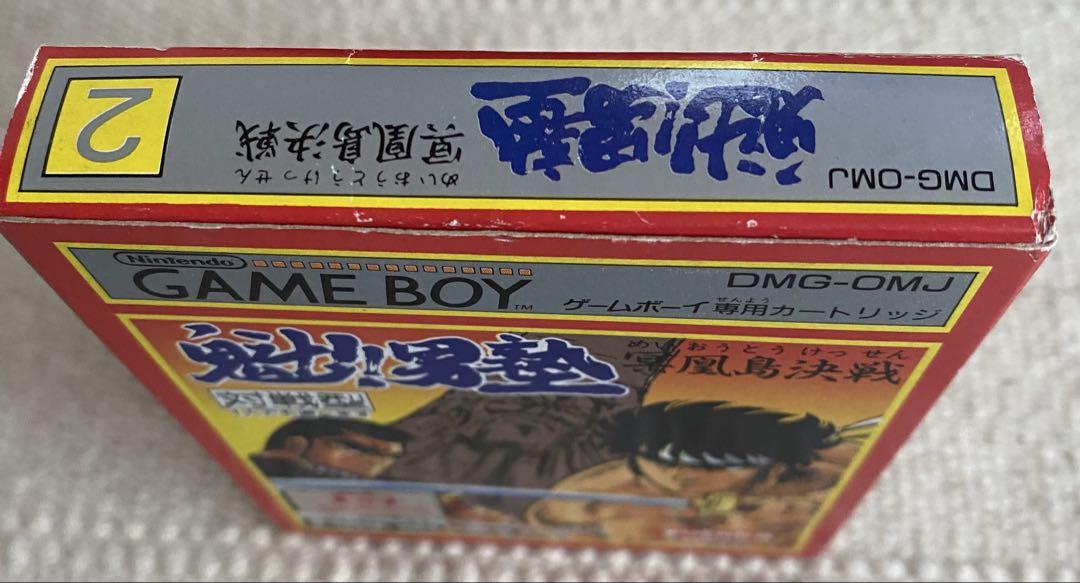 DMG-OMJ
魁!!男塾
めいおうとうけっせん
冥凰島決戦
2
Nintendo
GAME BOY™
DMG-OMJ
せんよう
ゲームボーイ専用カートリッジ
魁!!男塾
めいおうとうけっせん
冥凰島決戦